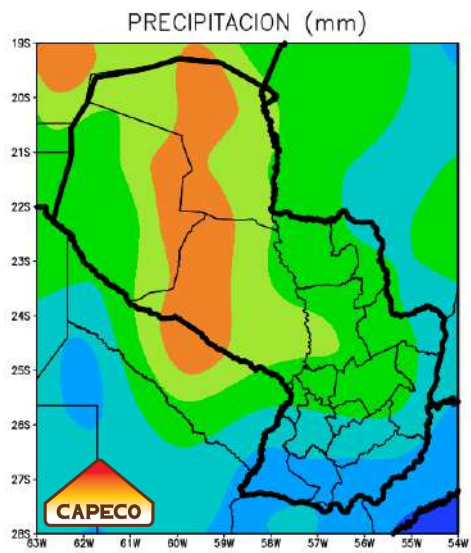 PRECIPITACION (mm)
19S
20S
21S
22S
23S
24S
25S
26S
27S
28S
CAPECO
63W 62W 61W 60W 59W 58W 57W 56W 55W 54W